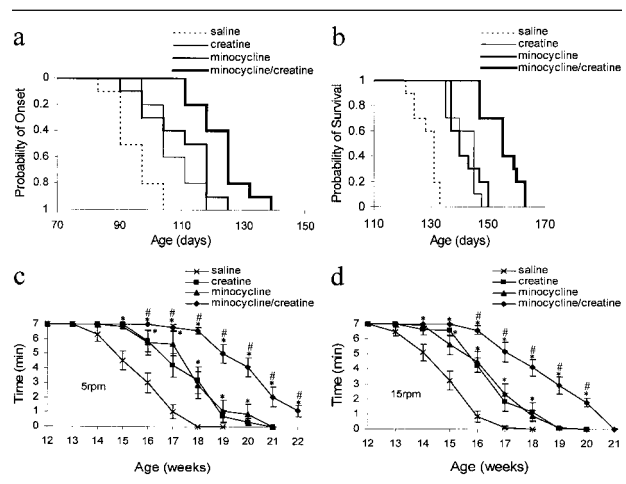 a
saline
creatine
minocycline
minocycline/creatine
Probability of Onset
0
0.2
0.4
0.6
0.8
1
70 90 110 130 150
Age (days)
b
saline
creatine
minocycline
minocycline/creatine
Probability of Survival
1
0.8
0.6
0.4
0.2
0
110 130 150 170
Age (days)
c
saline
creatine
minocycline
minocycline/creatine
Time (min)
8
7
6
5
4
3
2
1
0
5rpm
* # * # * * # * * # * * # * # * # * #
12 13 14 15 16 17 18 19 20 21 22
Age (weeks)
d
saline
creatine
minocycline
minocycline/creatine
Time (min)
8
7
6
5
4
3
2
1
0
15rpm
* * * # * # * # * * # * # * # *
12 13 14 15 16 17 18 19 20 21
Age (weeks)